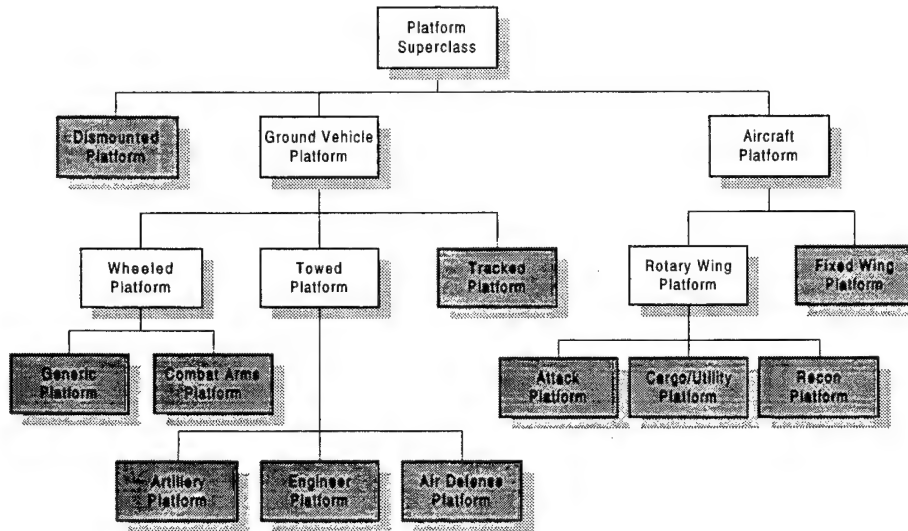 Platform
Superclass
Dismounted
Platform
Ground Vehicle
Platform
Aircraft
Platform
Wheeled
Platform
Towed
Platform
Tracked
Platform
Rotary Wing
Platform
Fixed Wing
Platform
Generic
Platform
Combat Arms
Platform
Attack
Platform
Cargo/Utility
Platform
Recon
Platform
Artillery
Platform
Engineer
Platform
Air Defense
Platform